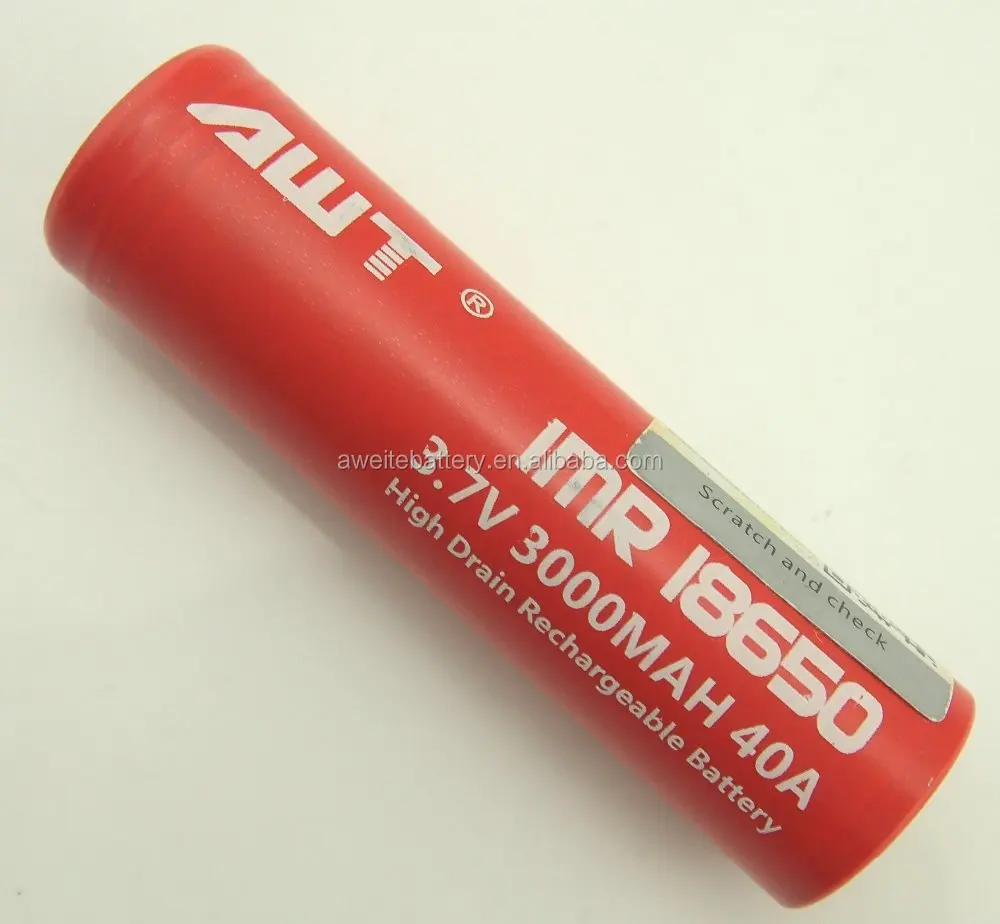 AWT
®
IMR 18650
3.7V 3000MAH 40A
High Drain Rechargeable Battery
Scratch and check
aweitebattery.en.alibaba.com